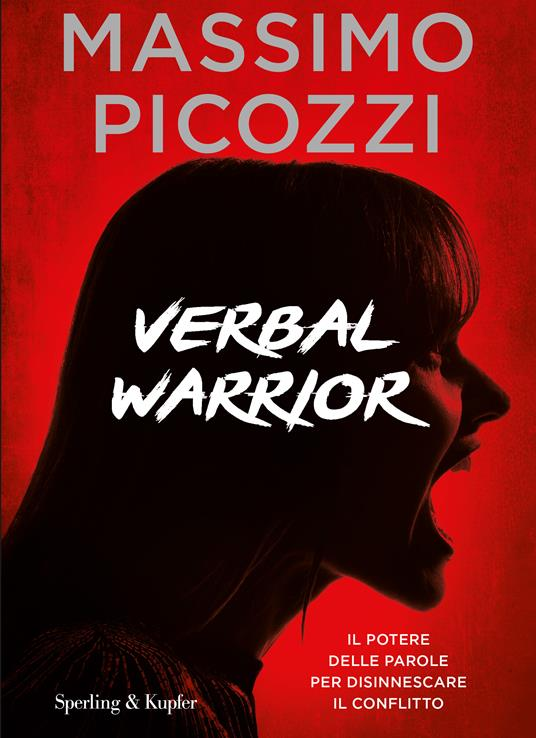 MASSIMO
PICOZZI
VERBAL
WARRIOR
IL POTERE
DELLE PAROLE
PER DISINNESCARE
IL CONFLITTO
Sperling & Kupfer